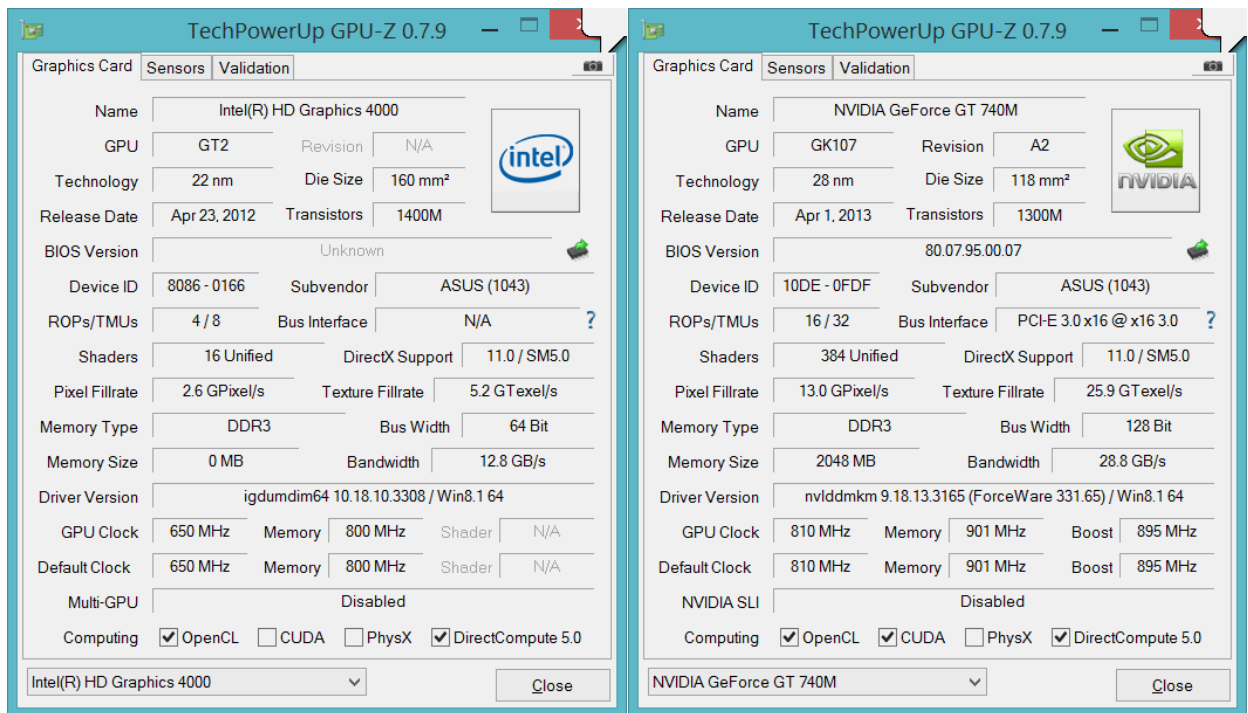 TechPowerUp GPU-Z 0.7.9
Graphics Card Sensors Validation
Name Intel(R) HD Graphics 4000
intel
GPU GT2 Revision N/A
Technology 22 nm Die Size 160 mm²
Release Date Apr 23, 2012 Transistors 1400M
BIOS Version Unknown
Device ID 8086 - 0166 Subvendor ASUS (1043)
ROPs/TMUs 4 / 8 Bus Interface N/A ?
Shaders 16 Unified DirectX Support 11.0 / SM5.0
Pixel Fillrate 2.6 GPixel/s Texture Fillrate 5.2 GTexel/s
Memory Type DDR3 Bus Width 64 Bit
Memory Size 0 MB Bandwidth 12.8 GB/s
Driver Version igdumdim64 10.18.10.3308 / Win8.1 64
GPU Clock 650 MHz Memory 800 MHz Shader N/A
Default Clock 650 MHz Memory 800 MHz Shader N/A
Multi-GPU Disabled
Computing OpenCL CUDA PhysX DirectCompute 5.0
Intel(R) HD Graphics 4000 Close
TechPowerUp GPU-Z 0.7.9
Graphics Card Sensors Validation
Name NVIDIA GeForce GT 740M
GPU GK107 Revision A2
nVIDIA
Technology 28 nm Die Size 118 mm²
Release Date Apr 1, 2013 Transistors 1300M
BIOS Version 80.07.95.00.07
Device ID 10DE - 0FDF Subvendor ASUS (1043)
ROPs/TMUs 16 / 32 Bus Interface PCI-E 3.0 x16 @ x16 3.0 ?
Shaders 384 Unified DirectX Support 11.0 / SM5.0
Pixel Fillrate 13.0 GPixel/s Texture Fillrate 25.9 GTexel/s
Memory Type DDR3 Bus Width 128 Bit
Memory Size 2048 MB Bandwidth 28.8 GB/s
Driver Version nvlddmkm 9.18.13.3165 (ForceWare 331.65) / Win8.1 64
GPU Clock 810 MHz Memory 901 MHz Boost 895 MHz
Default Clock 810 MHz Memory 901 MHz Boost 895 MHz
NVIDIA SLI Disabled
Computing OpenCL CUDA PhysX DirectCompute 5.0
NVIDIA GeForce GT 740M Close